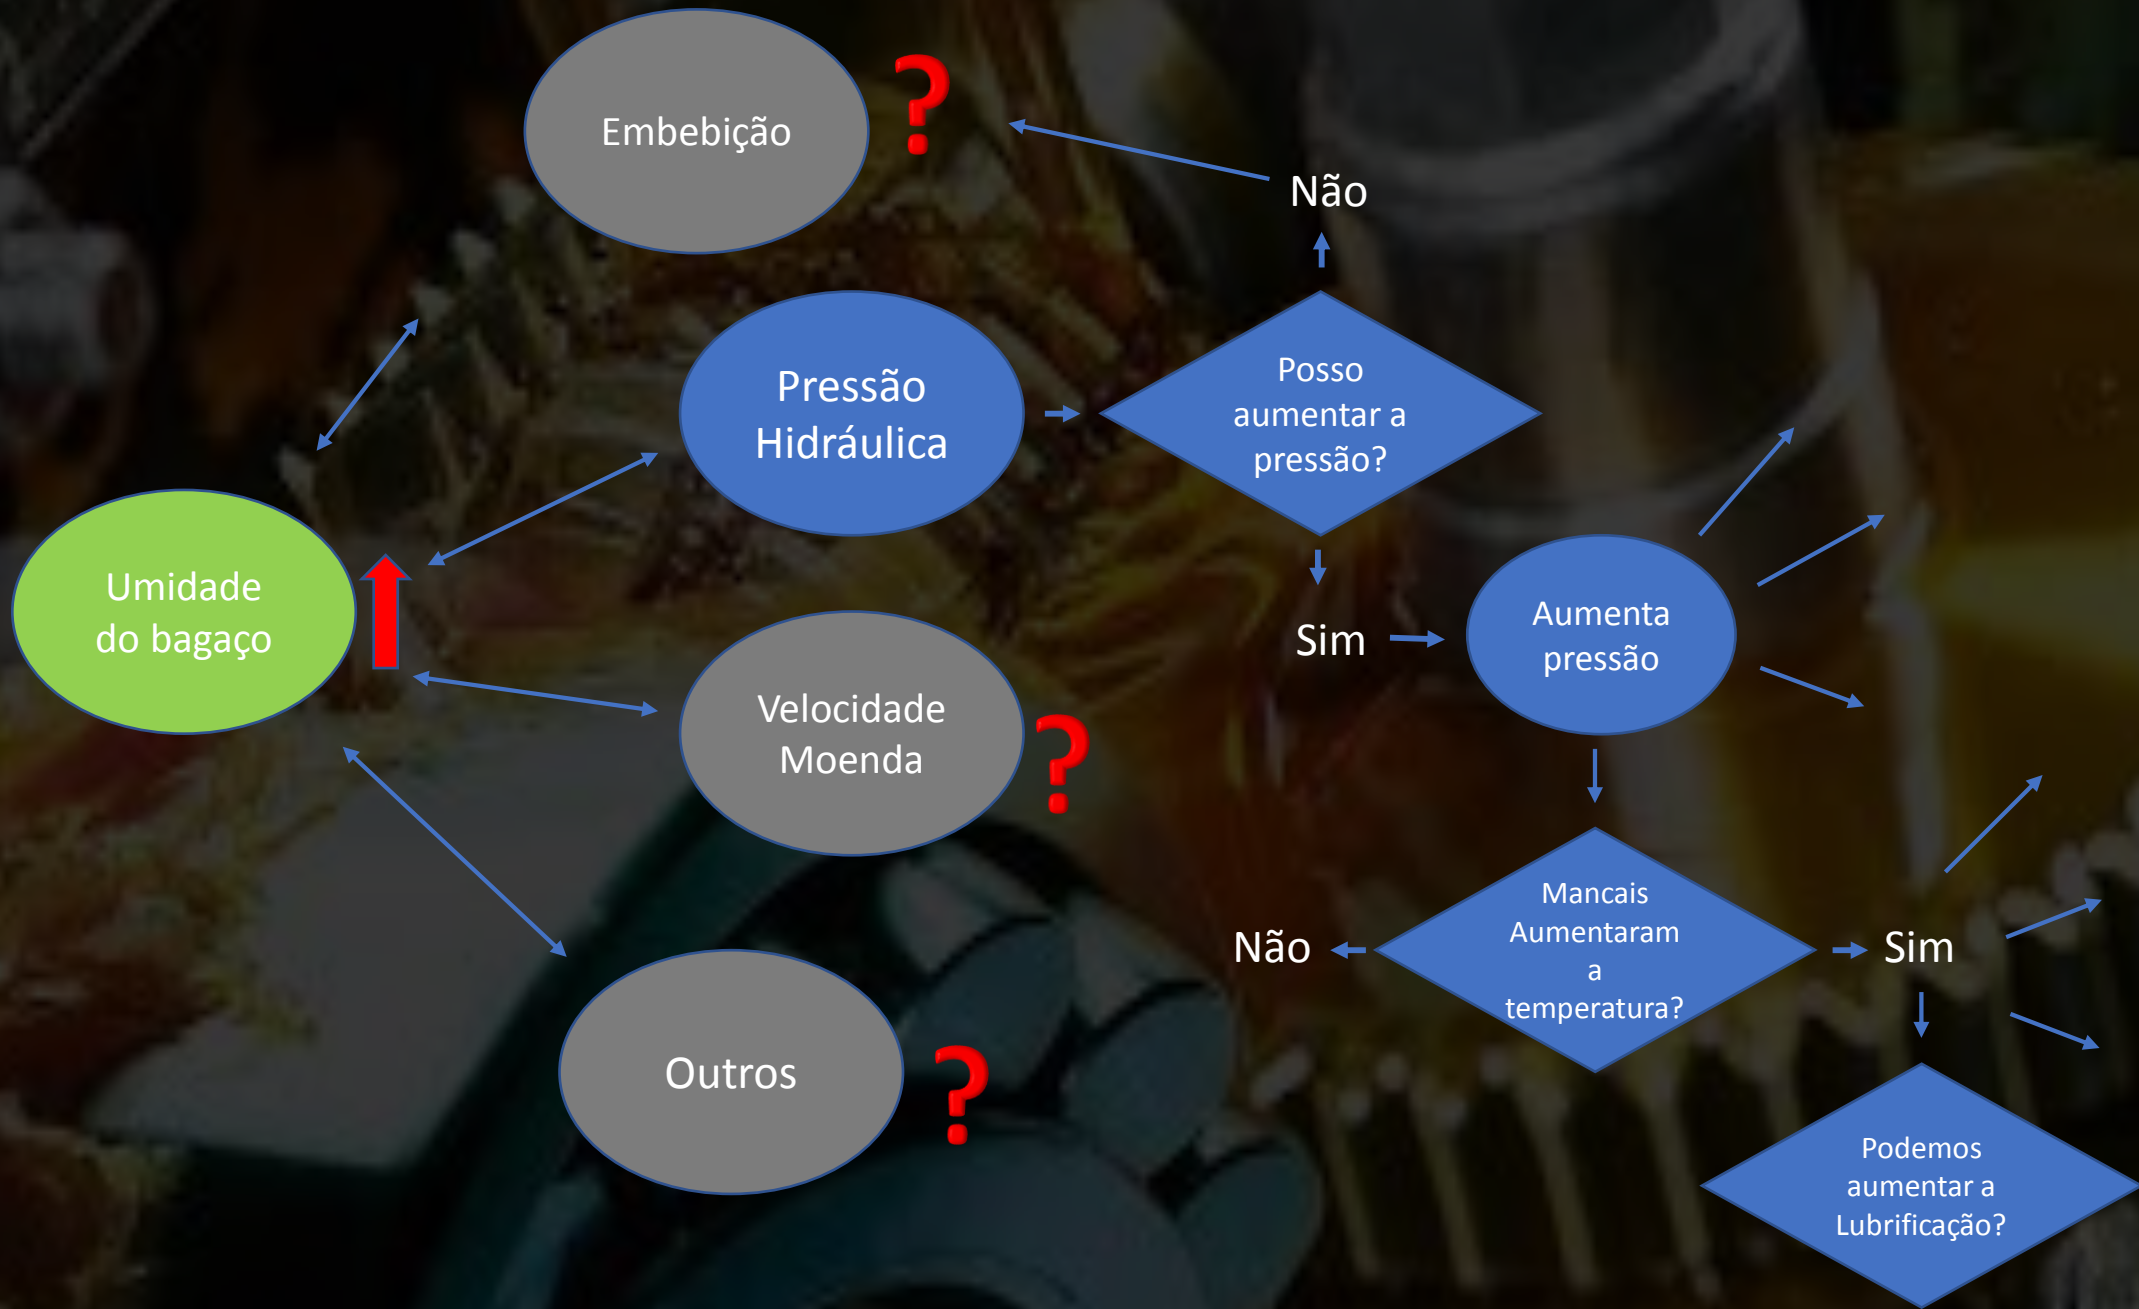 Embebição
?
Não
Pressão
Hidráulica
Posso
aumentar a
pressão?
Umidade
do bagaço
Sim
Aumenta
pressão
Velocidade
Moenda
?
Mancais
Aumentaram
a
temperatura?
Não
Sim
Outros
?
Podemos
aumentar a
Lubrificação?